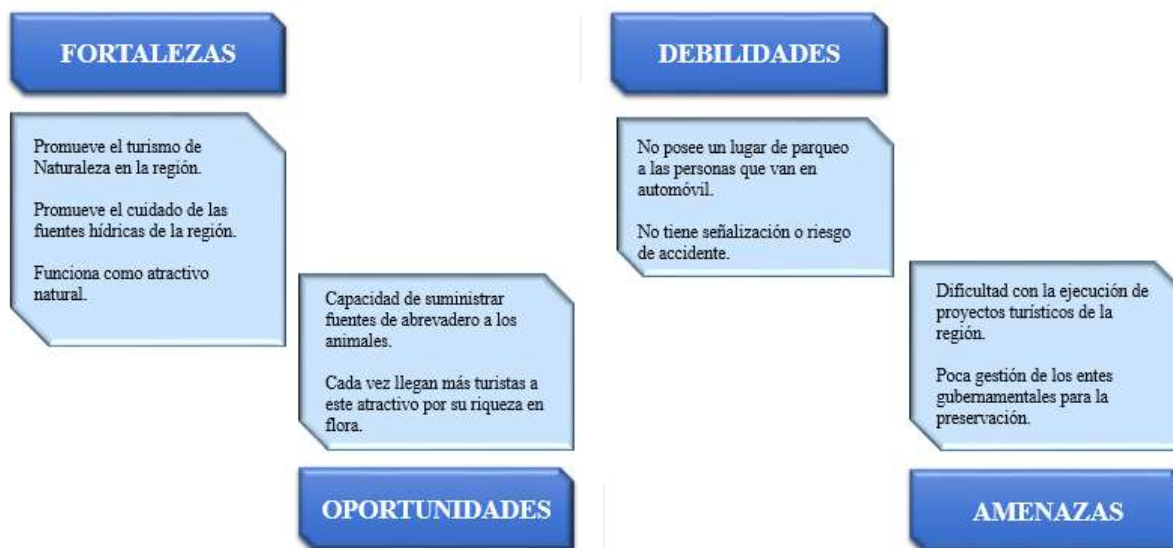 FORTALEZAS
Promueve el turismo de
Naturaleza en la región.
Promueve el cuidado de las
fuentes hídricas de la región.
Funciona como atractivo
natural.
Capacidad de suministrar
fuentes de abrevadero a los
animales.
Cada vez llegan más turistas a
este atractivo por su riqueza en
flora.
OPORTUNIDADES
DEBILIDADES
No posee un lugar de parqueo
a las personas que van en
automóvil.
No tiene señalización o riesgo
de accidente.
Dificultad con la ejecución de
proyectos turísticos de la
región.
Poca gestión de los entes
gubernamentales para la
preservación.
AMENAZAS